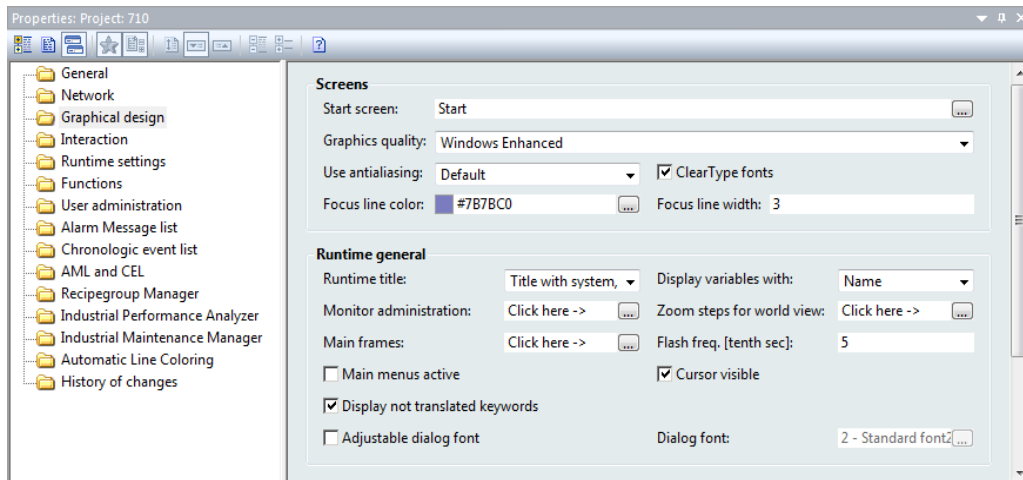 Properties: Project: 710
General
Network
Graphical design
Interaction
Runtime settings
Functions
User administration
Alarm Message list
Chronologic event list
AML and CEL
Recipegroup Manager
Industrial Performance Analyzer
Industrial Maintenance Manager
Automatic Line Coloring
History of changes
Screens
Start screen: Start ...
Graphics quality: Windows Enhanced
Use antialiasing: Default ClearType fonts
Focus line color: #7B7BC0 ... Focus line width: 3
Runtime general
Runtime title: Title with system, Display variables with: Name
Monitor administration: Click here -> ... Zoom steps for world view: Click here -> ...
Main frames: Click here -> ... Flash freq. [tenth sec]: 5
Main menus active Cursor visible
Display not translated keywords
Adjustable dialog font Dialog font: 2 - Standard font2 ...